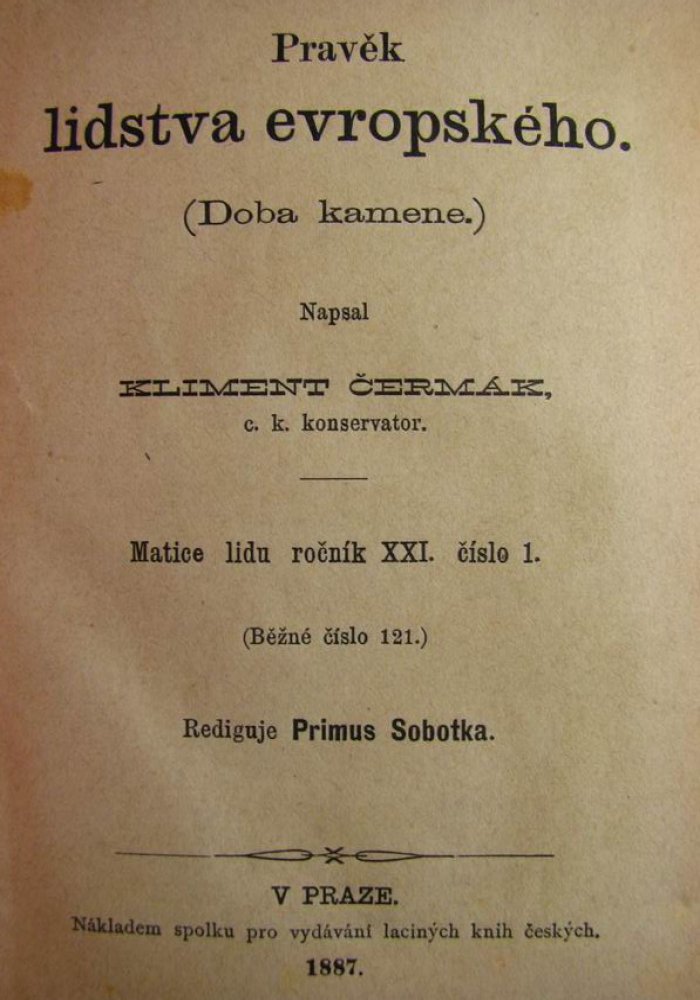 Pravěk
lidstva evropského.
(Doba kamene.)
Napsal
KLIMENT ČERMÁK,
c. k. konservator.
Matice lidu ročník XXI. číslo 1.
(Běžné číslo 121.)
Rediguje Primus Sobotka.
V PRAZE.
Nákladem spolku pro vydávání laciných knih českých.
1887.